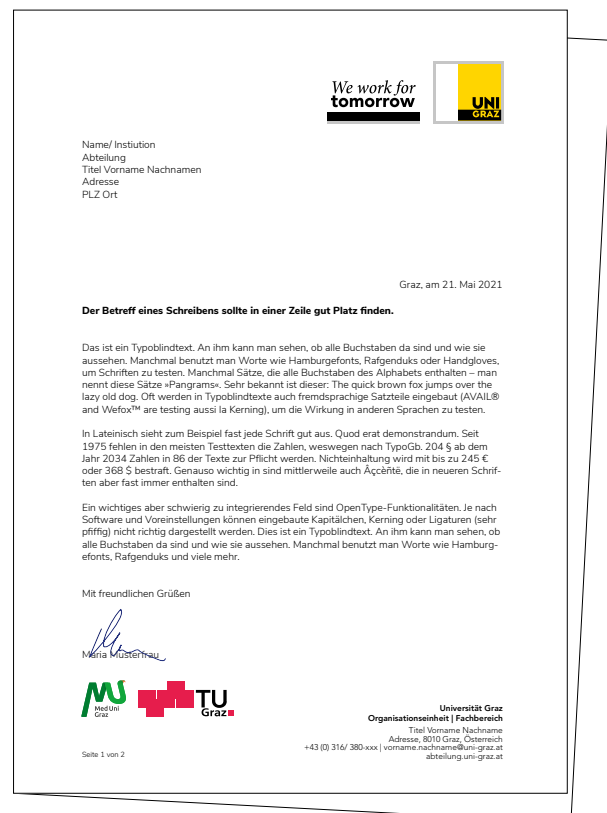 We work for
tomorrow
UNI
GRAZ
Name/ Instiution
Abteilung
Titel Vorname Nachnamen
Adresse
PLZ Ort
Graz, am 21. Mai 2021
Der Betreff eines Schreibens sollte in einer Zeile gut Platz finden.
Das ist ein Typoblindtext. An ihm kann man sehen, ob alle Buchstaben da sind und wie sie
aussehen. Manchmal benutzt man Worte wie Hamburgefonts, Rafgenduks oder Handgloves,
um Schriften zu testen. Manchmal Sätze, die alle Buchstaben des Alphabets enthalten – man
nennt diese Sätze »Pangrams«. Sehr bekannt ist dieser: The quick brown fox jumps over the
lazy old dog. Oft werden in Typoblindtexte auch fremdsprachige Satzteile eingebaut (AVAIL®
and Wefox™ are testing aussi la Kerning), um die Wirkung in anderen Sprachen zu testen.
In Lateinisch sieht zum Beispiel fast jede Schrift gut aus. Quod erat demonstrandum. Seit
1975 fehlen in den meisten Testtexten die Zahlen, weswegen nach TypoGb. 204 § ab dem
Jahr 2034 Zahlen in 86 der Texte zur Pflicht werden. Nichteinhaltung wird mit bis zu 245 €
oder 368 $ bestraft. Genauso wichtig in sind mittlerweile auch Âçcèñtë, die in neueren Schrif-
ten aber fast immer enthalten sind.
Ein wichtiges aber schwierig zu integrierendes Feld sind OpenType-Funktionalitäten. Je nach
Software und Voreinstellungen können eingebaute Kapitälchen, Kerning oder Ligaturen (sehr
pfiffig) nicht richtig dargestellt werden. Dies ist ein Typoblindtext. An ihm kann man sehen, ob
alle Buchstaben da sind und wie sie aussehen. Manchmal benutzt man Worte wie Hamburg-
efonts, Rafgenduks und viele mehr.
Mit freundlichen Grüßen
Maria Musterfrau
Med Uni
Graz
TU
Graz
Universität Graz
Organisationseinheit | Fachbereich
Titel Vorname Nachname
Adresse, 8010 Graz, Österreich
+43 (0) 316/ 380-xxx | vorname.nachname@uni-graz.at
abteilung.uni-graz.at
Seite 1 von 2